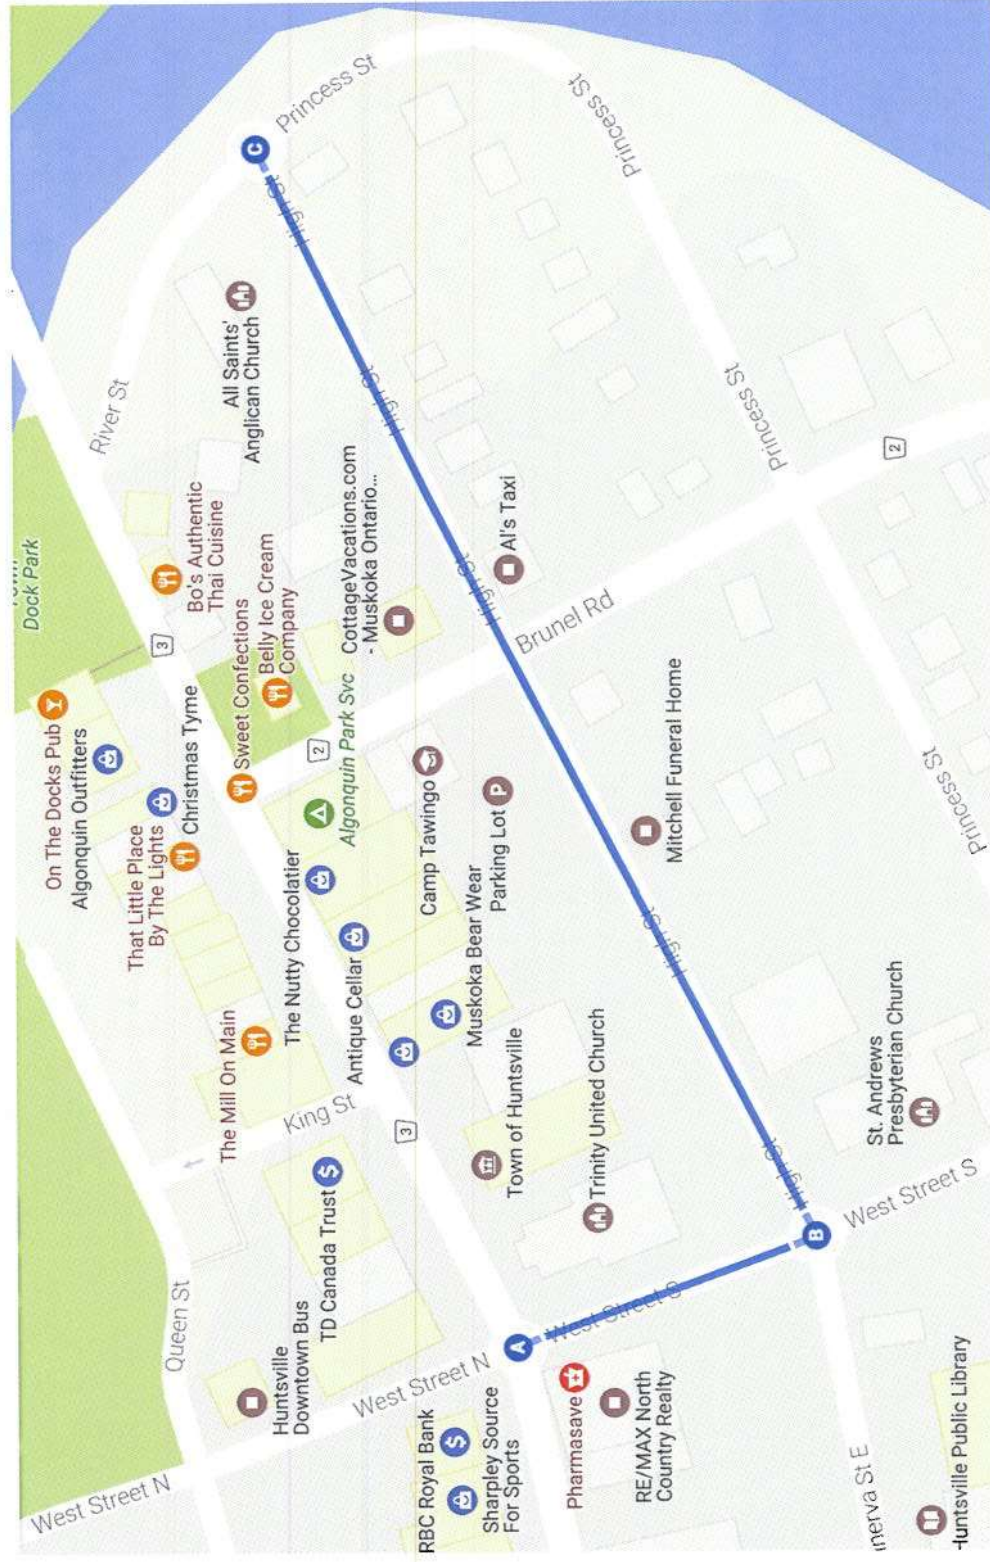 Dock Park
On The Docks Pub
Algonquin Outfitters
That Little Place
By The Lights
Christmas Tyme
The Mill On Main
The Nutty Chocolatier
Antique Cellar
Sweet Confections
Belly Ice Cream
Company
Bo's Authentic
Thai Cuisine
River St
All Saints'
Anglican Church
Princess St
C
High St
High St
CottageVacations.com
- Muskoka Ontario...
Algonquin Park Svc
3
2
Camp Tawingo
Parking Lot
P
Muskoka Bear Wear
Al's Taxi
High St
Brunel Rd
Mitchell Funeral Home
High St
Princess St
Princess St
2
Princess St
Queen St
King St
3
Huntsville
Downtown Bus
TD Canada Trust
$
Town of Huntsville
Trinity United Church
West Street N
West Street N
A
West Street S
High St
B
West Street S
St. Andrews
Presbyterian Church
RBC Royal Bank
$
Sharpley Source
For Sports
Pharmasave
RE/MAX North
Country Realty
nerva St E
Huntsville Public Library